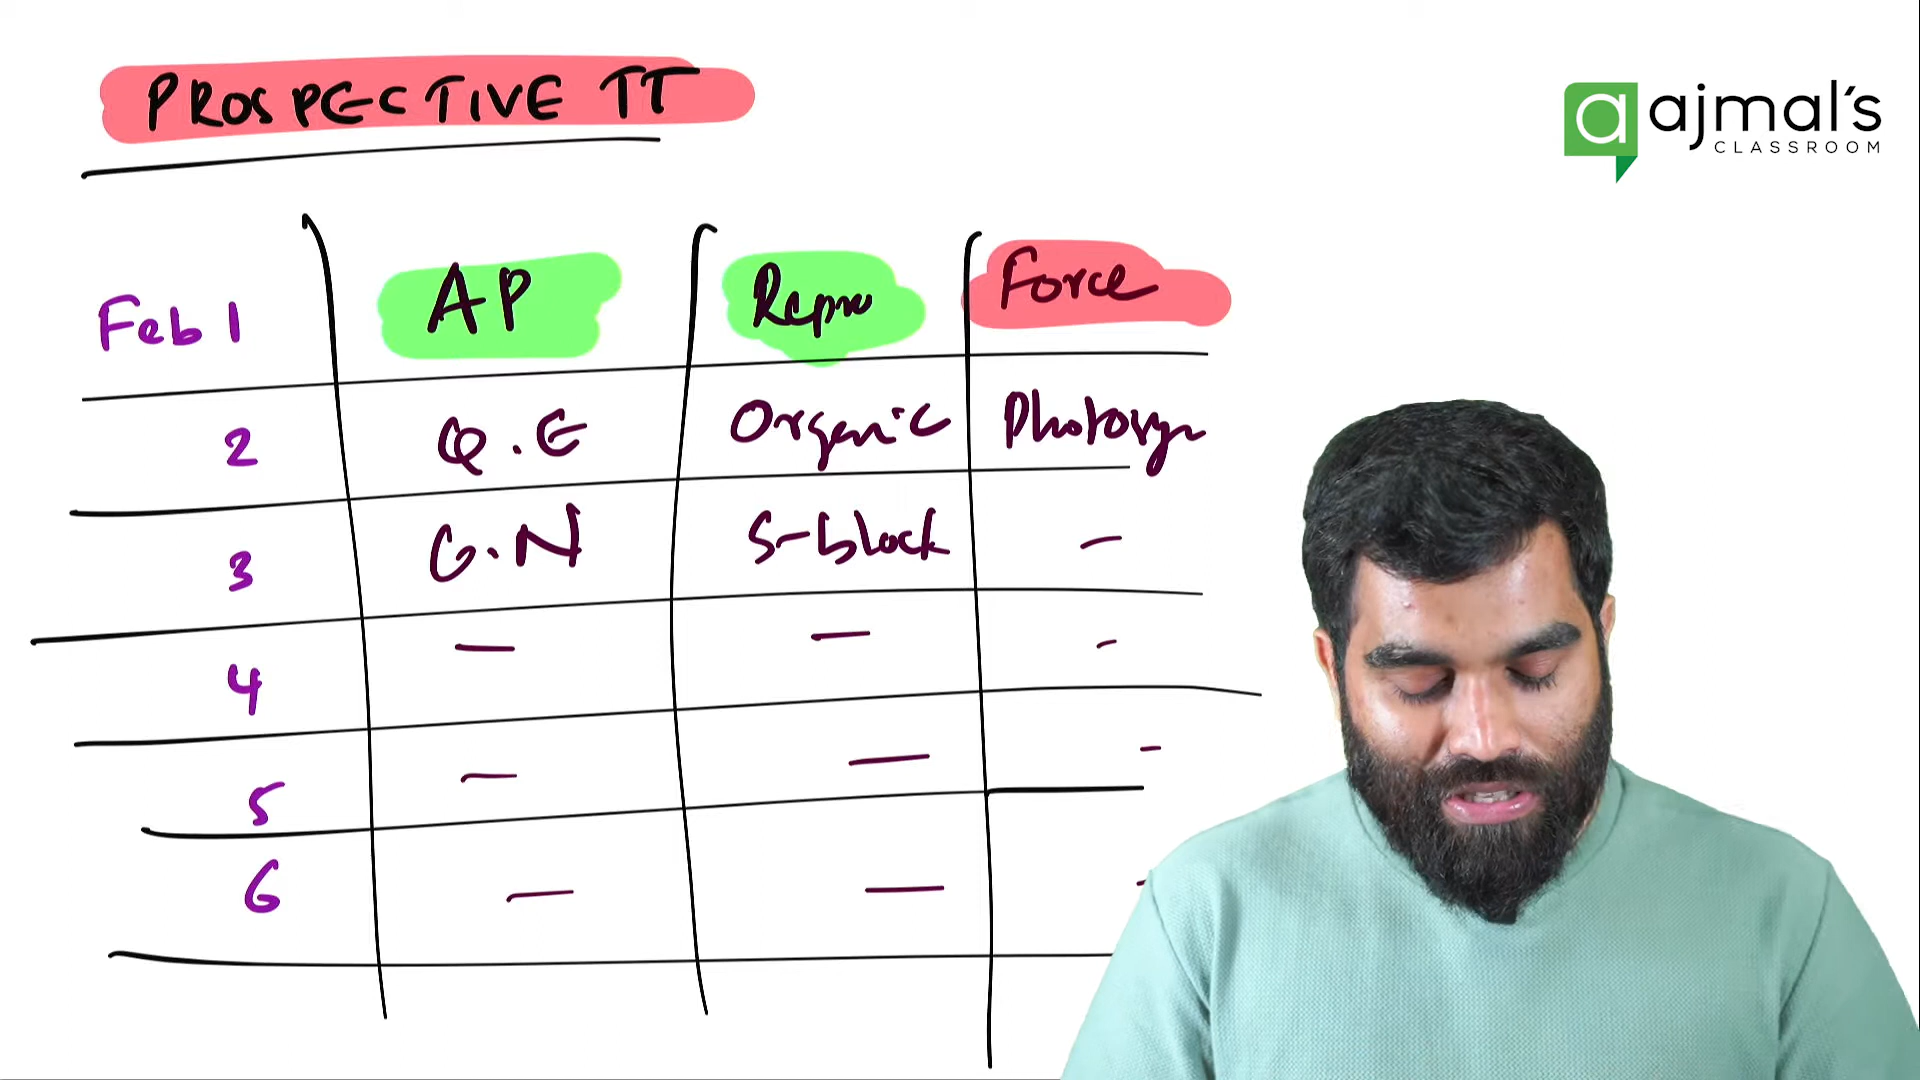 PROSPECTIVE TT
ajmal's
CLASSROOM
Feb 1 AP Repro Force
2 Q.E Organic Photosyn
3 G.N S-block -
4 - - -
5 - - -
6 - - -